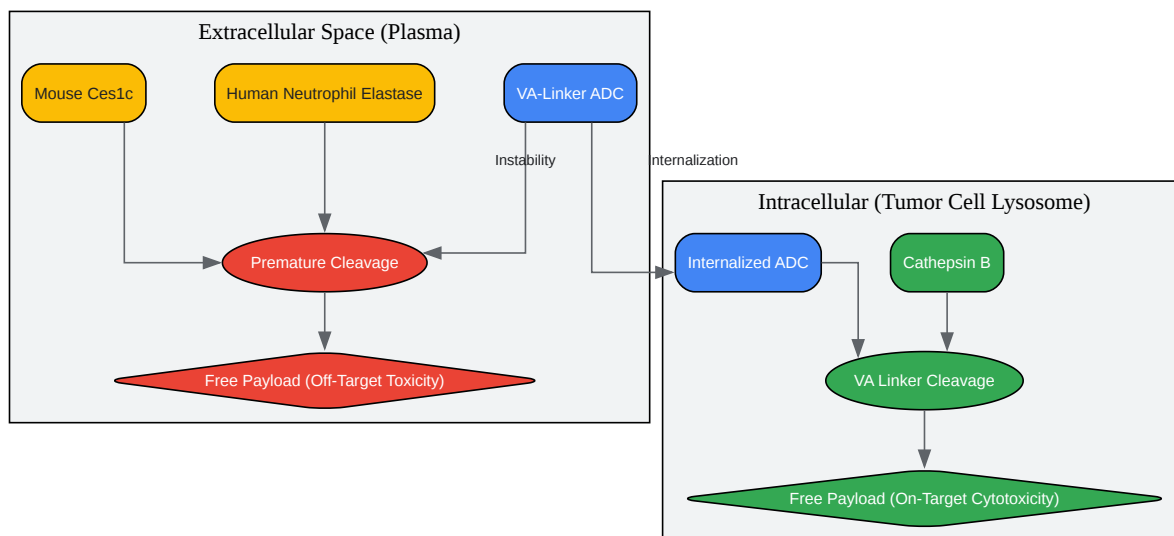 Extracellular Space (Plasma)
Mouse Ces1c
Human Neutrophil Elastase
VA-Linker ADC
Instability
Internalization
Premature Cleavage
Free Payload (Off-Target Toxicity)
Intracellular (Tumor Cell Lysosome)
Internalized ADC
Cathepsin B
VA Linker Cleavage
Free Payload (On-Target Cytotoxicity)